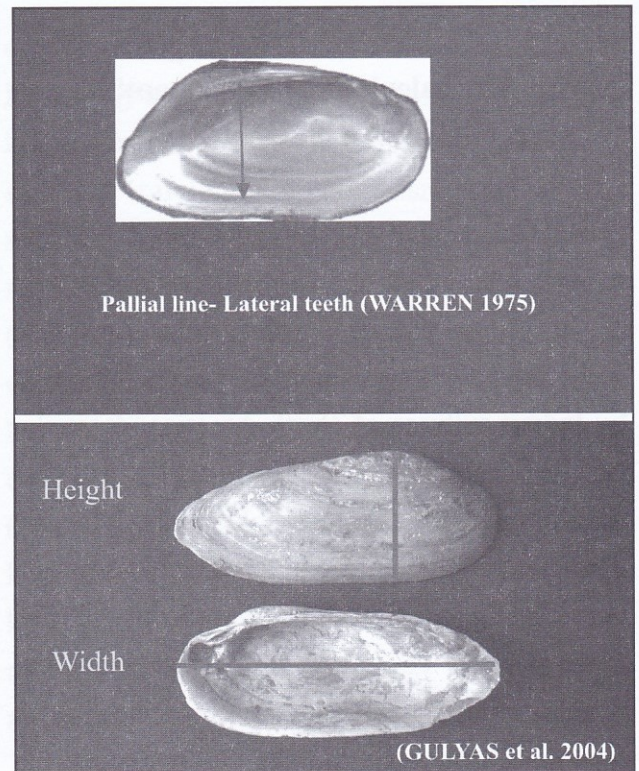 Pallial line- Lateral teeth (WARREN 1975)
Height
Width
(GULYAS et al. 2004)